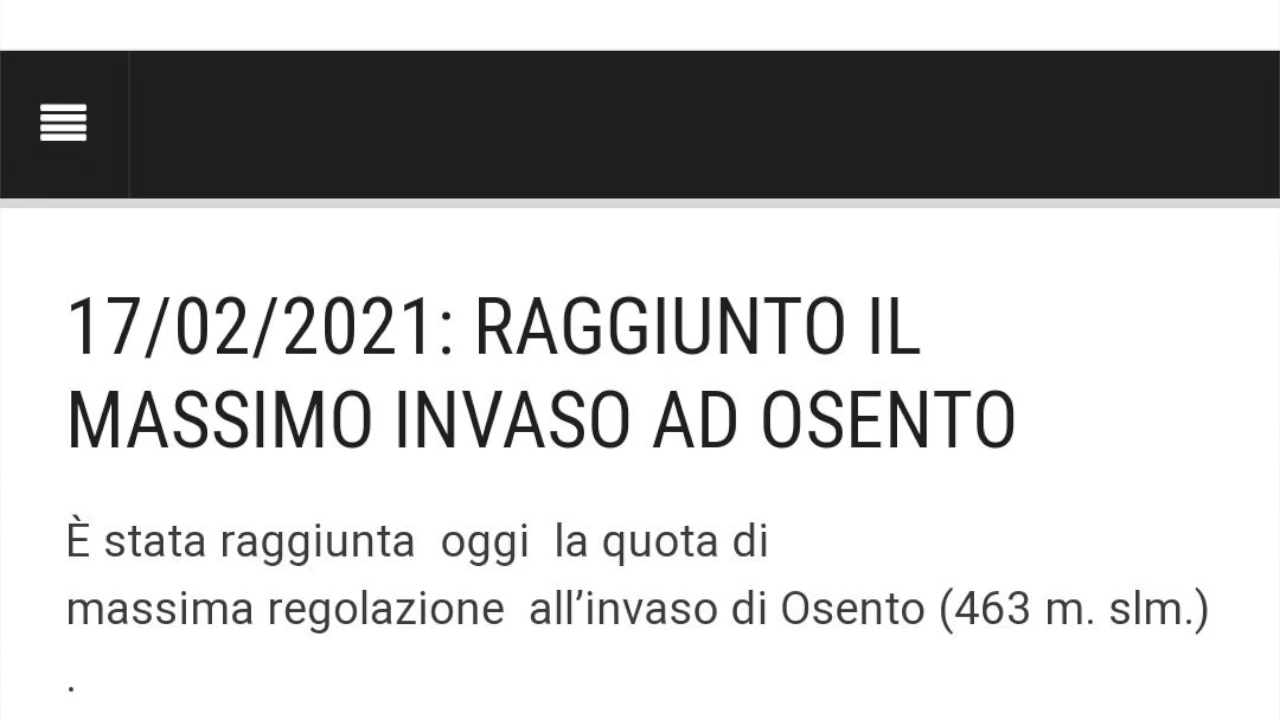 17/02/2021: RAGGIUNTO IL
MASSIMO INVASO AD OSENTO
È stata raggiunta  oggi  la quota di
massima regolazione  all’invaso di Osento (463 m. slm.)
.